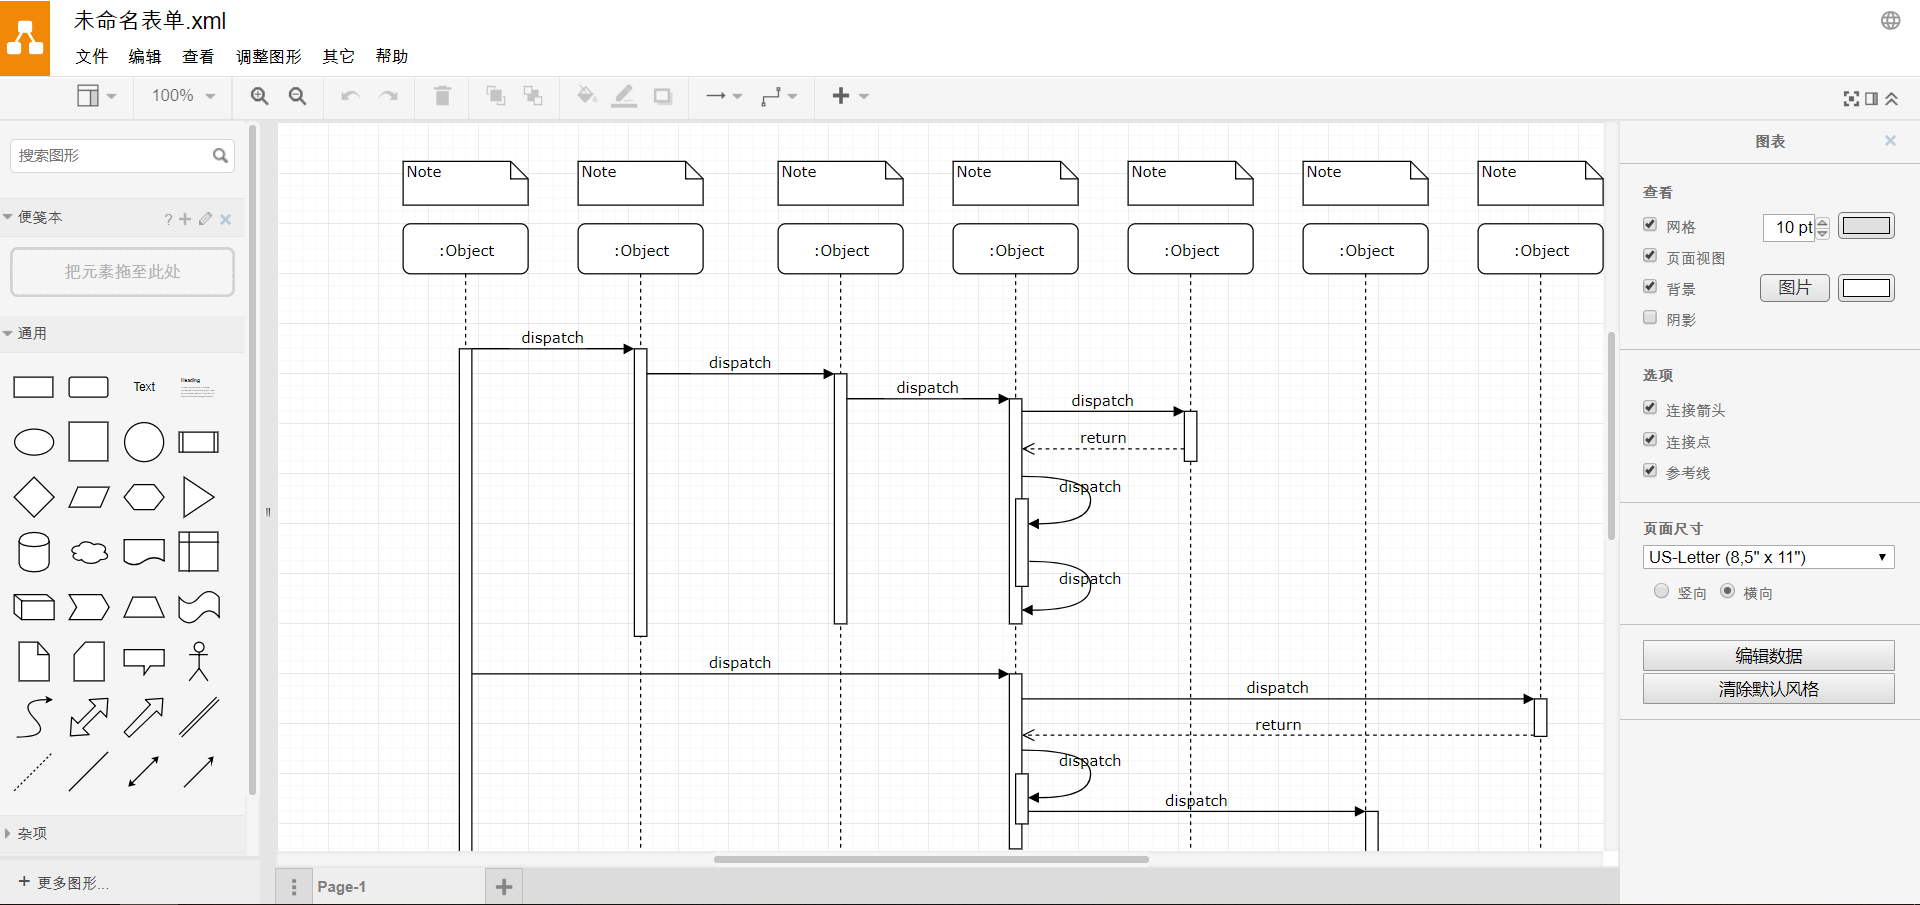 未命名表单.xml
文件 编辑 查看 调整图形 其它 帮助
100%
搜索图形
便笺本 ?
把元素拖至此处
通用
Text Heading
杂项
更多图形...
Note Note Note Note Note Note Note
:Object :Object :Object :Object :Object :Object :Object
dispatch
dispatch
dispatch
dispatch
return
dispatch
dispatch
dispatch
dispatch
return
dispatch
dispatch
Page-1
图表
查看
网格 10 pt
页面视图
背景 图片
阴影
选项
连接箭头
连接点
参考线
页面尺寸
US-Letter (8,5" x 11")
竖向 横向
编辑数据
清除默认风格